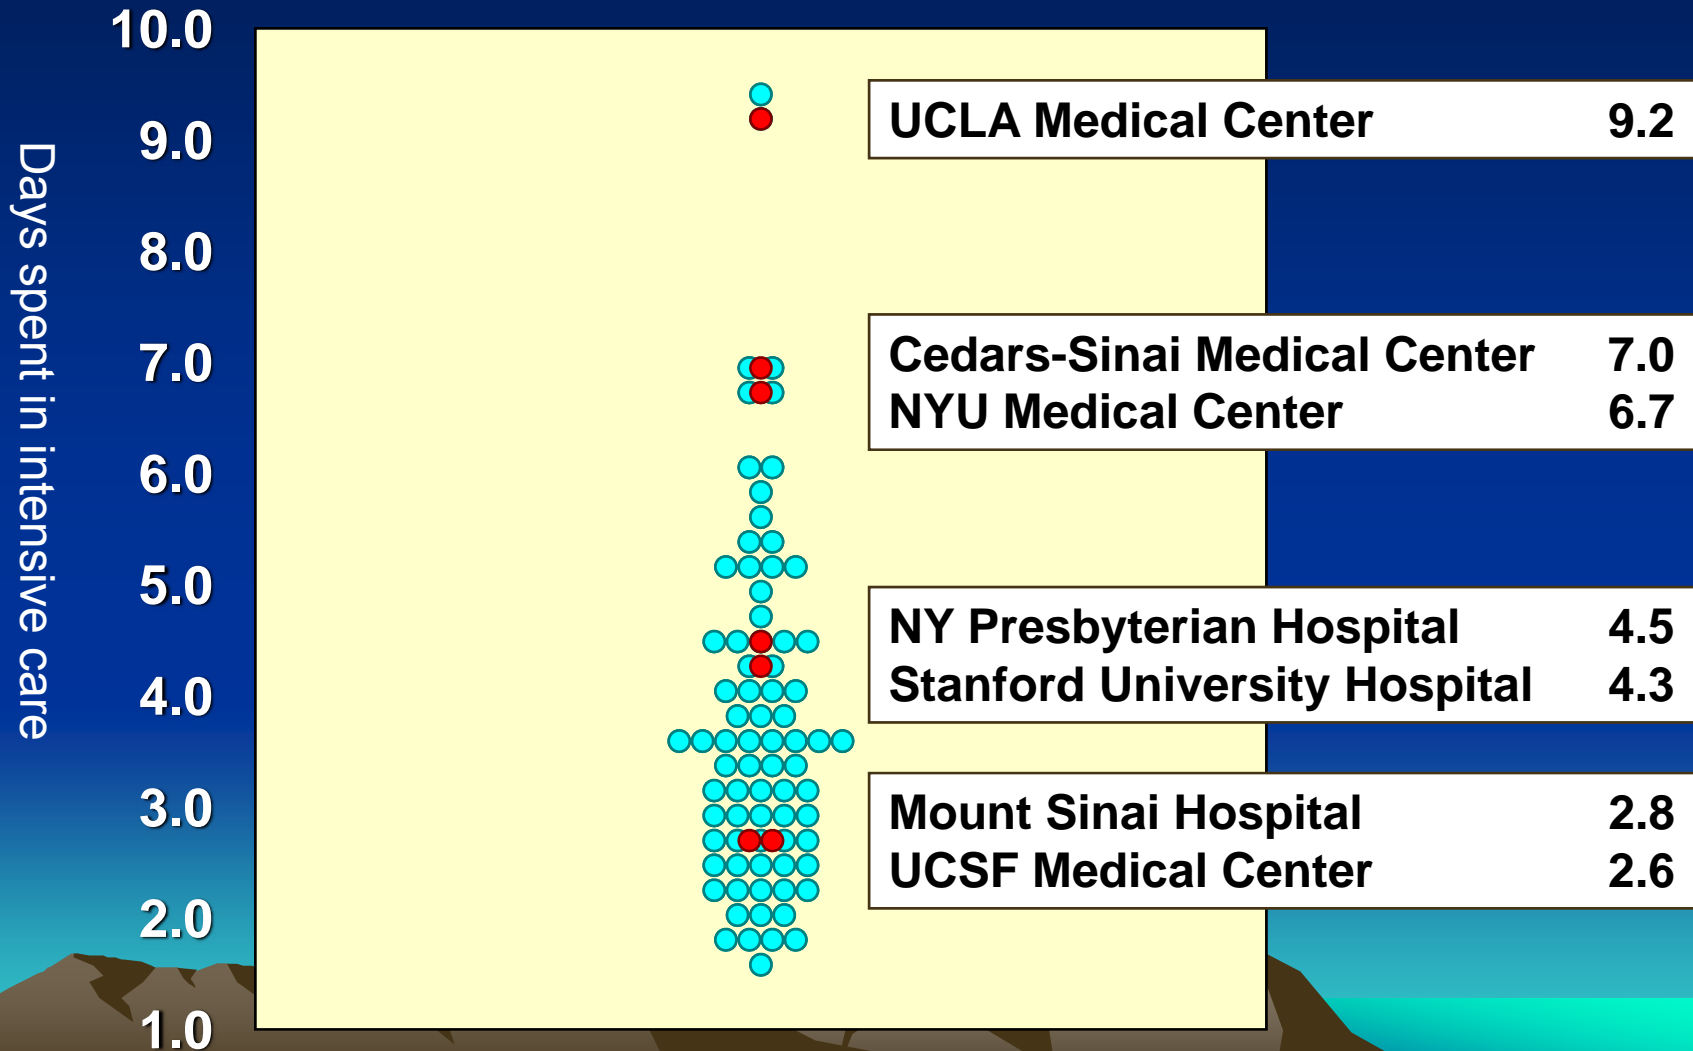 Days spent in intensive care
10.0
9.0
8.0
7.0
6.0
5.0
4.0
3.0
2.0
1.0
UCLA Medical Center 9.2
Cedars-Sinai Medical Center 7.0
NYU Medical Center 6.7
NY Presbyterian Hospital 4.5
Stanford University Hospital 4.3
Mount Sinai Hospital 2.8
UCSF Medical Center 2.6